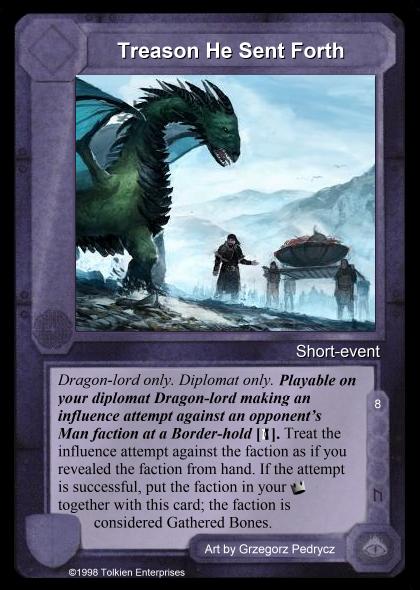 Treason He Sent Forth
Short-event
Dragon-lord only. Diplomat only. Playable on
your diplomat Dragon-lord making an
influence attempt against an opponent's
Man faction at a Border-hold [ ]. Treat the
influence attempt against the faction as if you
revealed the faction from hand. If the attempt
is successful, put the faction in your
together with this card; the faction is
considered Gathered Bones.
8
Art by Grzegorz Pedrycz
©1998 Tolkien Enterprises